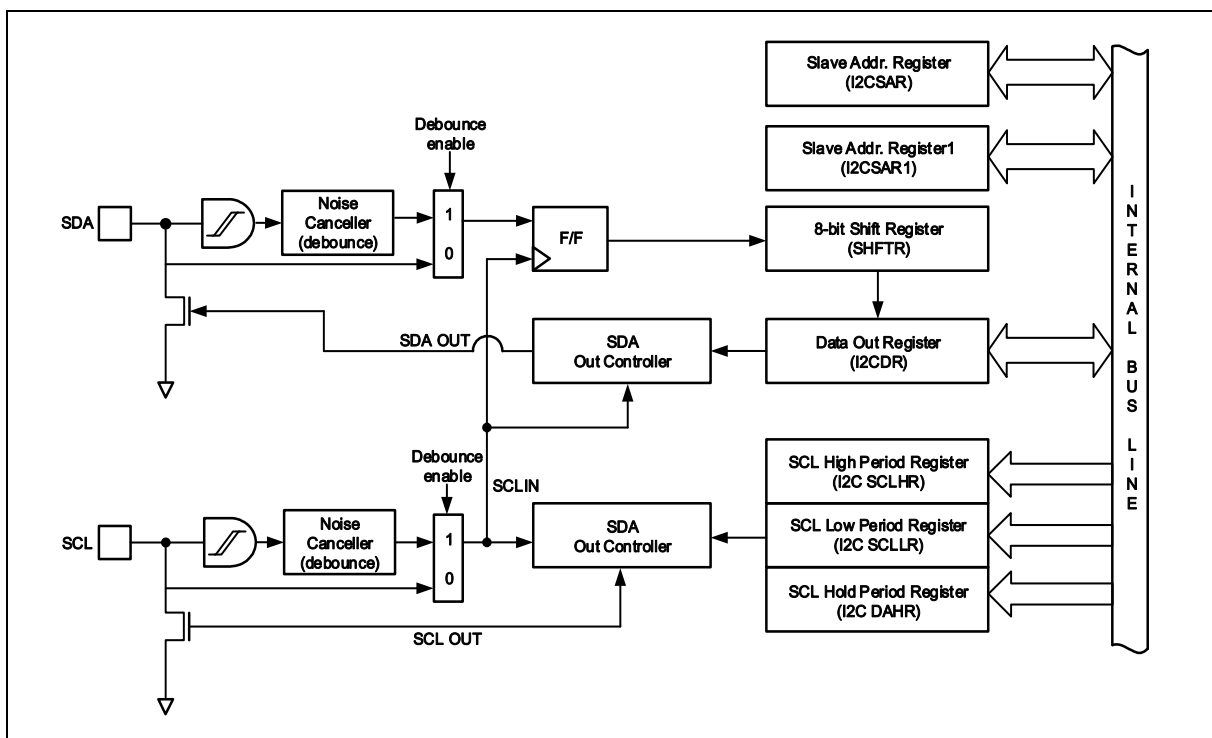 Slave Addr. Register
(I2CSAR)
Slave Addr. Register1
(I2CSAR1)
Debounce
enable
SDA
Noise
Canceller
(debounce)
1
0
F/F
8-bit Shift Register
(SHFTR)
SDA OUT
SDA
Out Controller
Data Out Register
(I2CDR)
INTERNAL BUS LINE
Debounce
enable
SCLIN
SCL High Period Register
(I2C SCLHR)
SCL
Noise
Canceller
(debounce)
1
0
SDA
Out Controller
SCL Low Period Register
(I2C SCLLR)
SCL Hold Period Register
(I2C DAHR)
SCL OUT